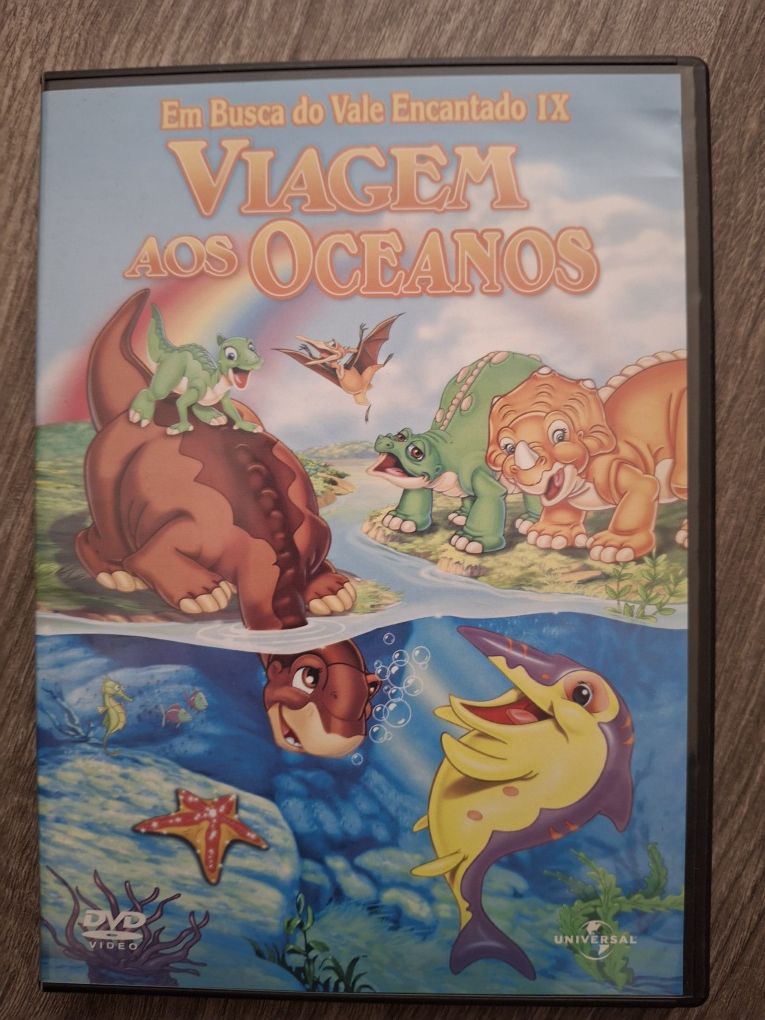 Em Busca do Vale Encantado IX
VIAGEM
AOS OCEANOS
DVD
VIDEO
UNIVERSAL